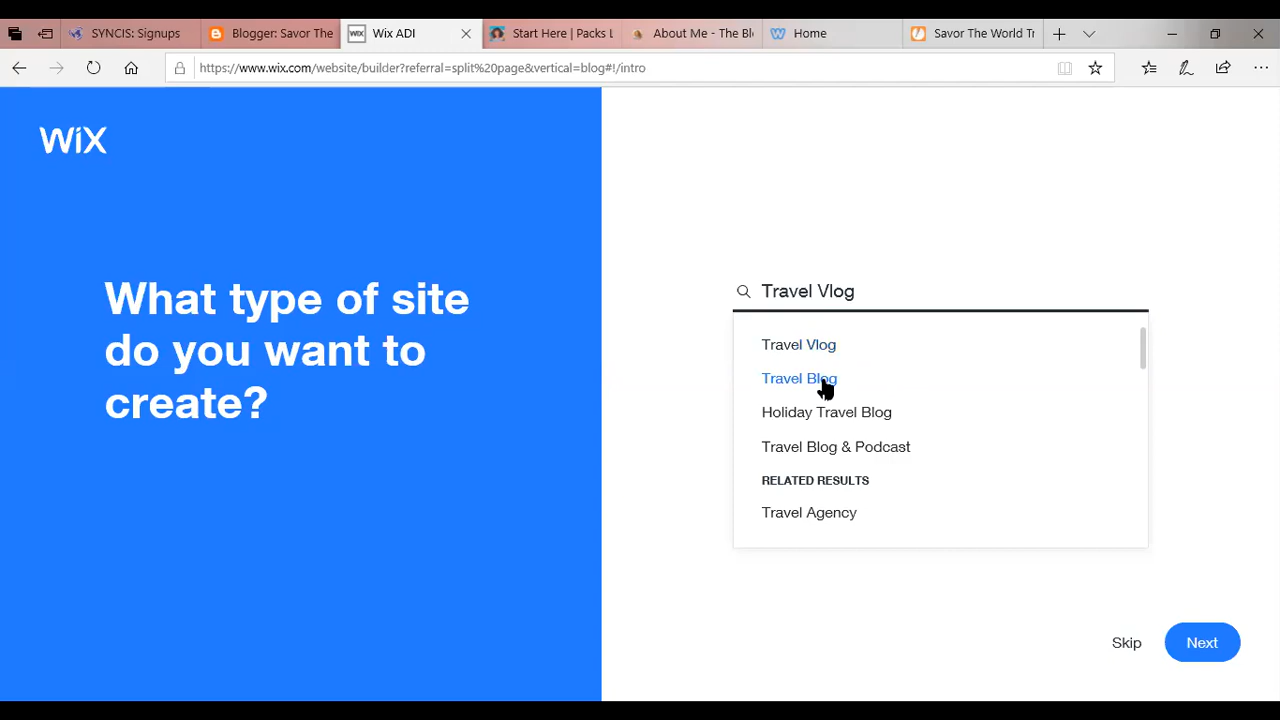 SYNCIS: Signups
Blogger: Savor The
Wix ADI
Start Here | Packs L
About Me - The Bl
Home
Savor The World Tr
https://www.wix.com/website/builder?referral=split%20page&vertical=blog#!/intro
WiX
What type of site
do you want to
create?
Travel Vlog
Travel Vlog
Travel Blog
Holiday Travel Blog
Travel Blog & Podcast
RELATED RESULTS
Travel Agency
Skip
Next